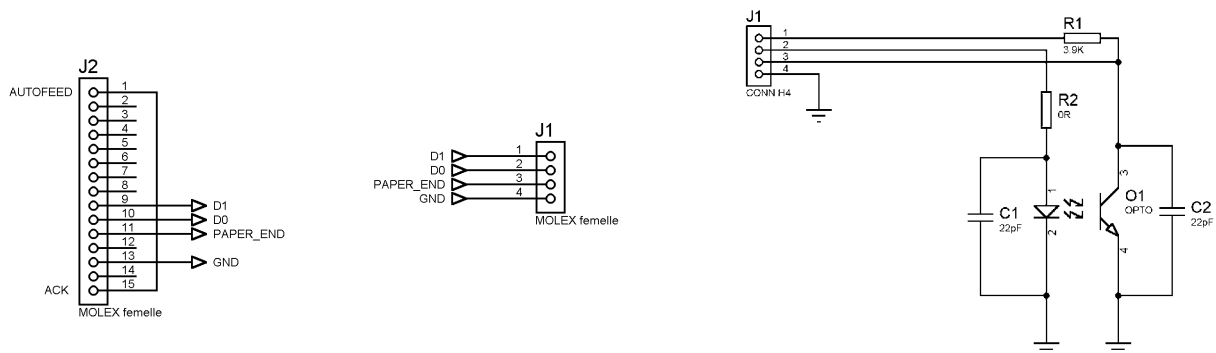 J2
AUTOFEED
1
2
3
4
5
6
7
8
9
D1
10
D0
11
PAPER_END
12
13
GND
14
ACK
15
MOLEX femelle
J1
D1
1
D0
2
PAPER_END
3
GND
4
MOLEX femelle
J1
1
2
3
4
CONN H4
R1
3.9K
R2
0R
C1
22pF
1
2
3
4
O1
OPTO
C2
22pF